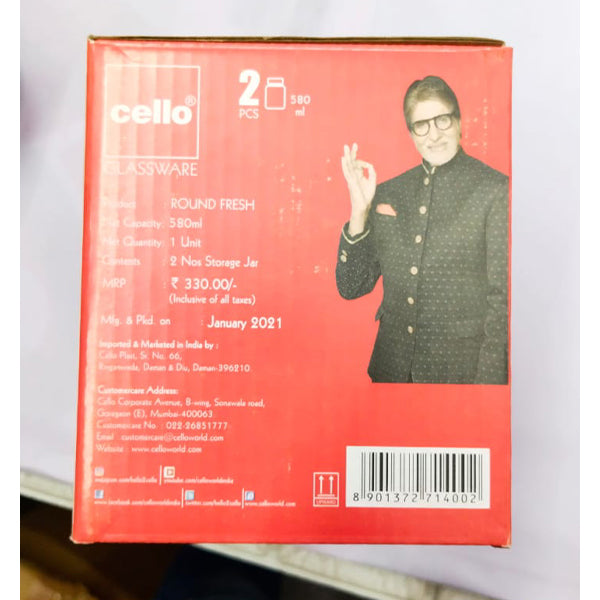 cello®
GLASSWARE
2
PCS
580
ml
Product : ROUND FRESH
Net Capacity: 580ml
Net Quantity: 1 Unit
Contents : 2 Nos Storage Jar
MRP : ₹ 330.00/-
(Inclusive of all taxes)
Mfg. & Pkd. on : January 2021
Imported & Marketed in India by :
Cello Plast, Sr. No. 66,
Ringanwada, Daman & Diu, Daman-396210.
Customercare Address:
Cello Corporate Avenue, B-wing, Sonawala road,
Goregaon (E), Mumbai-400063.
Customercare No. : 022-26851777
Email : customercare@celloworld.com
Website : www.celloworld.com
instagram.com/hello2cello
youtube.com/celloworldindia
www.facebook.com/celloworldindia
twitter.com/hello2cello
www.celloworld.com
UPWARD
8 901372 714002